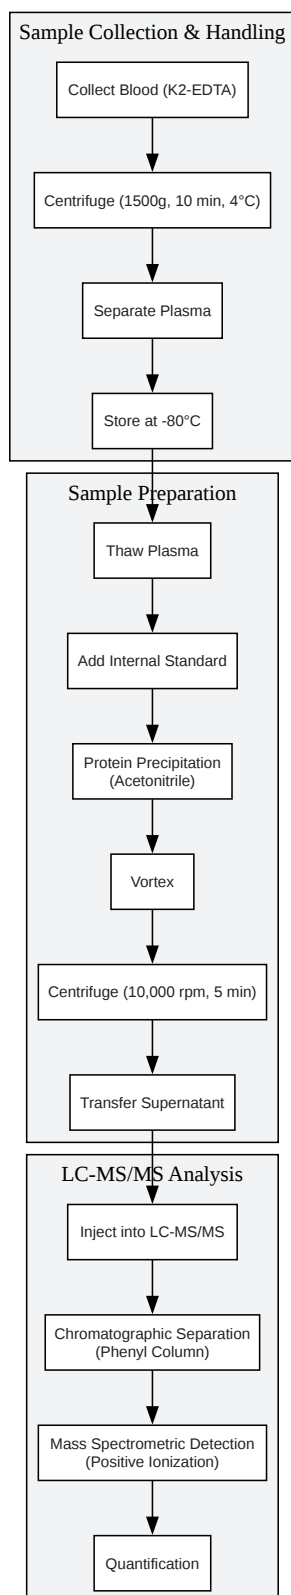 Sample Collection & Handling
Collect Blood (K2-EDTA)
Centrifuge (1500g, 10 min, 4°C)
Separate Plasma
Store at -80°C
Sample Preparation
Thaw Plasma
Add Internal Standard
Protein Precipitation
(Acetonitrile)
Vortex
Centrifuge (10,000 rpm, 5 min)
Transfer Supernatant
LC-MS/MS Analysis
Inject into LC-MS/MS
Chromatographic Separation
(Phenyl Column)
Mass Spectrometric Detection
(Positive Ionization)
Quantification